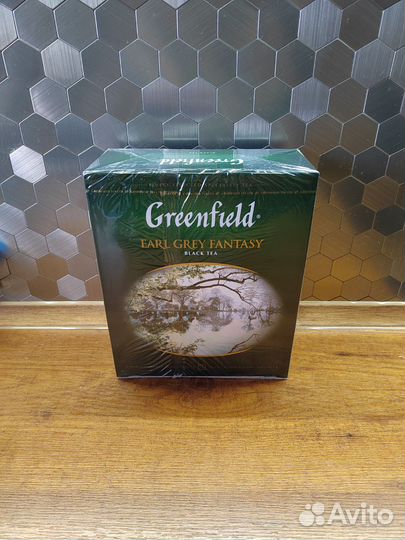 Greenfield®
EARL GREY FANTASY
BLACK TEA
Avito